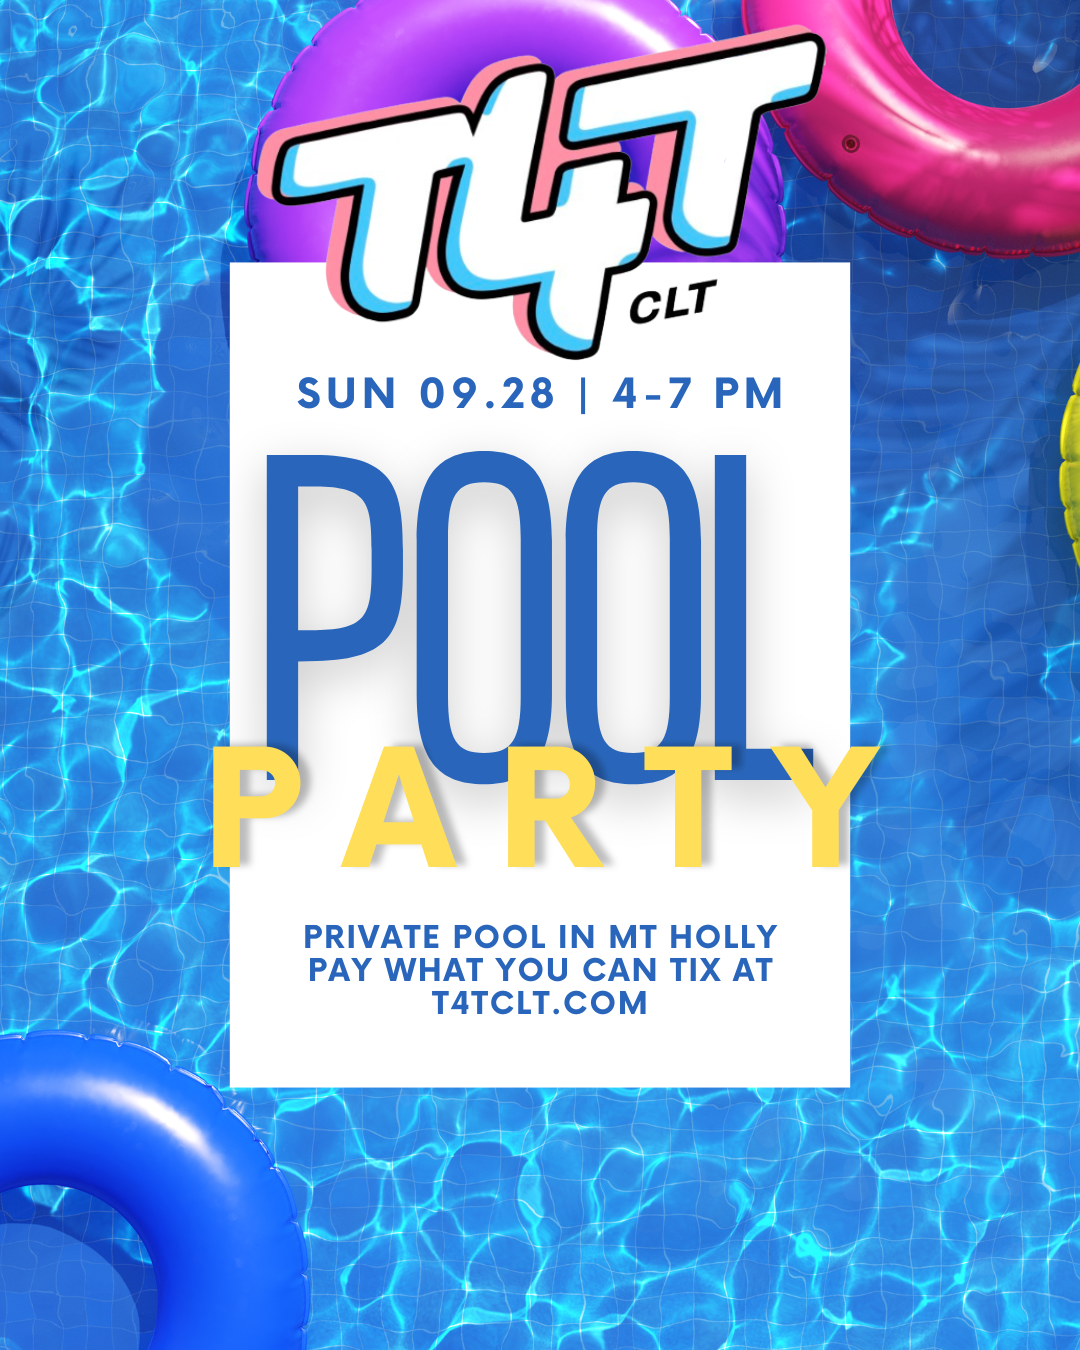 T4T
CLT
SUN 09.28 | 4-7 PM
POOL
PARTY
PRIVATE POOL IN MT HOLLY
PAY WHAT YOU CAN TIX AT
T4TCLT.COM